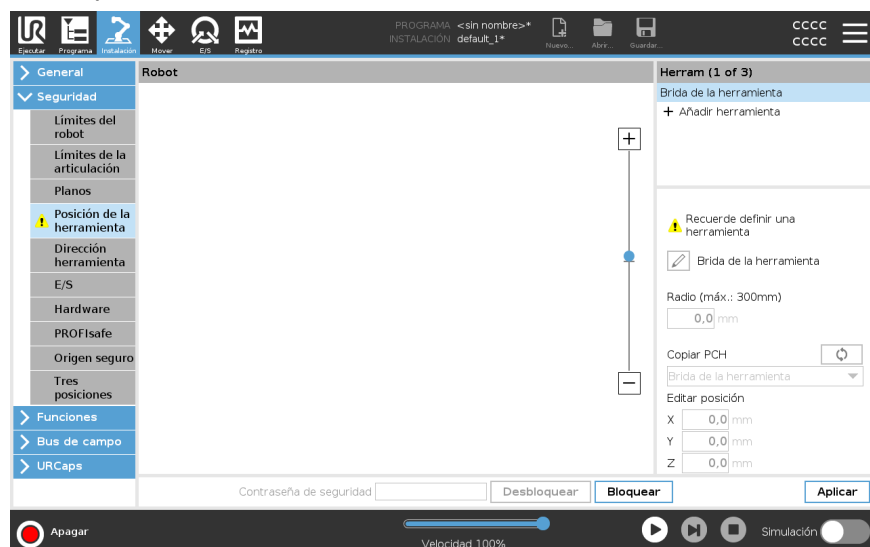 PROGRAMA <sin nombre>*
INSTALACIÓN default_1*
Ejecutar Programa Instalación Mover E/S Registro
Nuevo... Abrir... Guardar...
cccc
cccc
General
Seguridad
Límites del
robot
Límites de la
articulación
Planos
Posición de la
herramienta
Dirección
herramienta
E/S
Hardware
PROFIsafe
Origen seguro
Tres
posiciones
Funciones
Bus de campo
URCaps
Robot
Herram (1 of 3)
Brida de la herramienta
+ Añadir herramienta
Recuerde definir una
herramienta
Brida de la herramienta
Radio (máx.: 300mm)
0,0 mm
Copiar PCH
Brida de la herramienta
Editar posición
X 0,0 mm
Y 0,0 mm
Z 0,0 mm
Contraseña de seguridad Desbloquear Bloquear Aplicar
Apagar
Velocidad 100%
Simulación